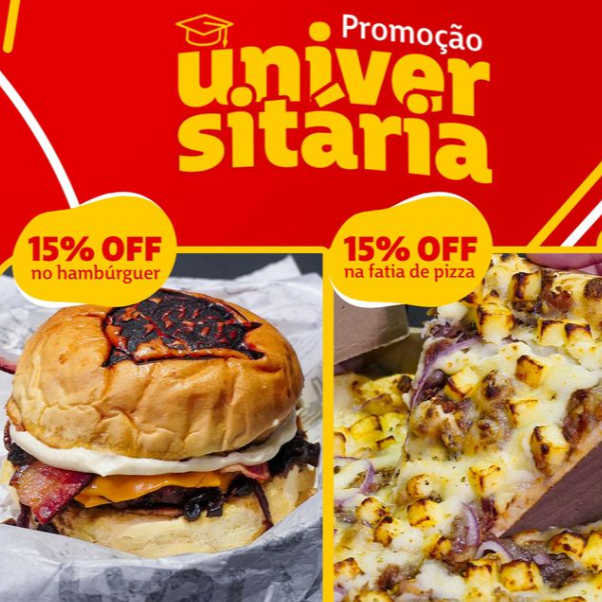 Promoção
univer
sitária
15% OFF
no hambúrguer
15% OFF
na fatia de pizza